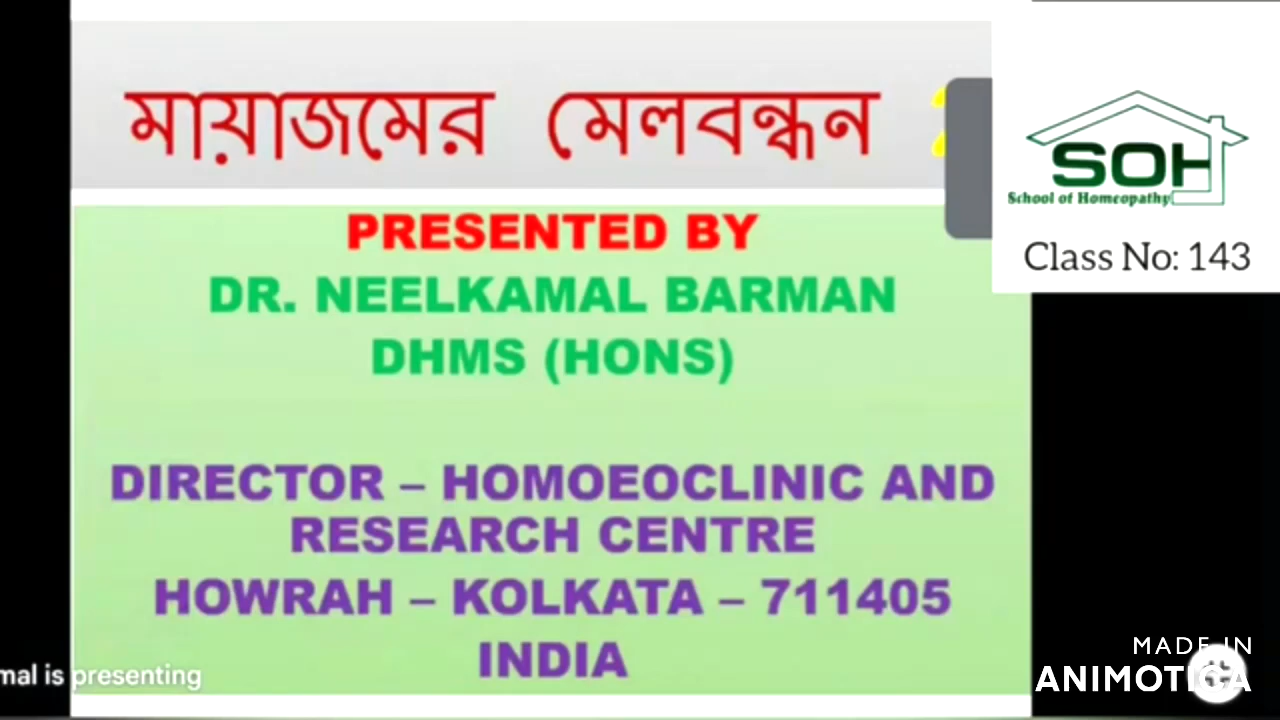 মায়াজমের মেলবন্ধন
PRESENTED BY
DR. NEELKAMAL BARMAN
DHMS (HONS)
DIRECTOR – HOMOEOCLINIC AND
RESEARCH CENTRE
HOWRAH – KOLKATA – 711405
INDIA
SOH
School of Homeopathy
Class No: 143
is presenting
MADE IN
ANIMOTICA